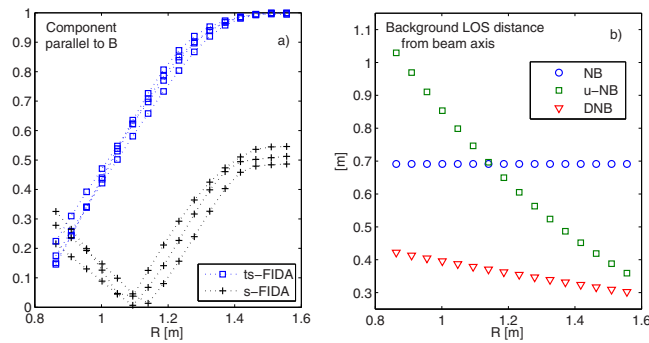 Component
parallel to B
a)
1
0.9
0.8
0.7
0.6
0.5
0.4
0.3
0.2
0.1
0
ts-FIDA
s-FIDA
0.8 1 1.2 1.4 1.6
R [m]
Background LOS distance
from beam axis
b)
NB
u-NB
DNB
1.1
1
0.9
0.8
0.7
0.6
0.5
0.4
0.3
[m]
0.8 1 1.2 1.4 1.6
R [m]